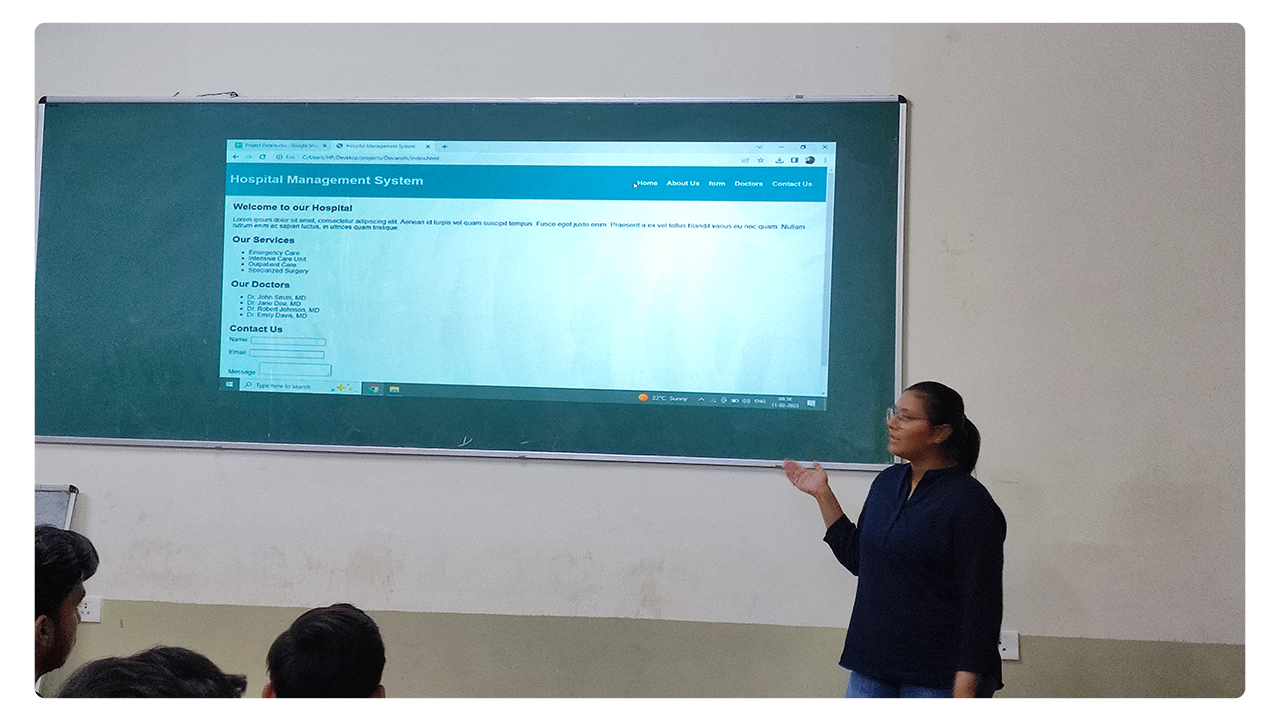 Hospital Management System
File C:/Users/HP/Desktop/projects/Devanshi/index.html
Hospital Management System
Home About Us form Doctors Contact Us
Welcome to our Hospital
Lorem ipsum dolor sit amet, consectetur adipiscing elit. Aenean id turpis vel quam suscipit tempus. Fusce eget justo enim. Praesent a ex vel tellus blandit varius eu nec quam. Nullam
rutrum enim ac sapien luctus, in ultrices quam tristique.
Our Services
Emergency Care
Intensive Care Unit
Outpatient Care
Specialized Surgery
Our Doctors
Dr. John Smith, MD
Dr. Jane Doe, MD
Dr. Robert Johnson, MD
Dr. Emily Davis, MD
Contact Us
Name:
Email:
Message:
Type here to search
22°C Sunny
ENG
11-02-2023